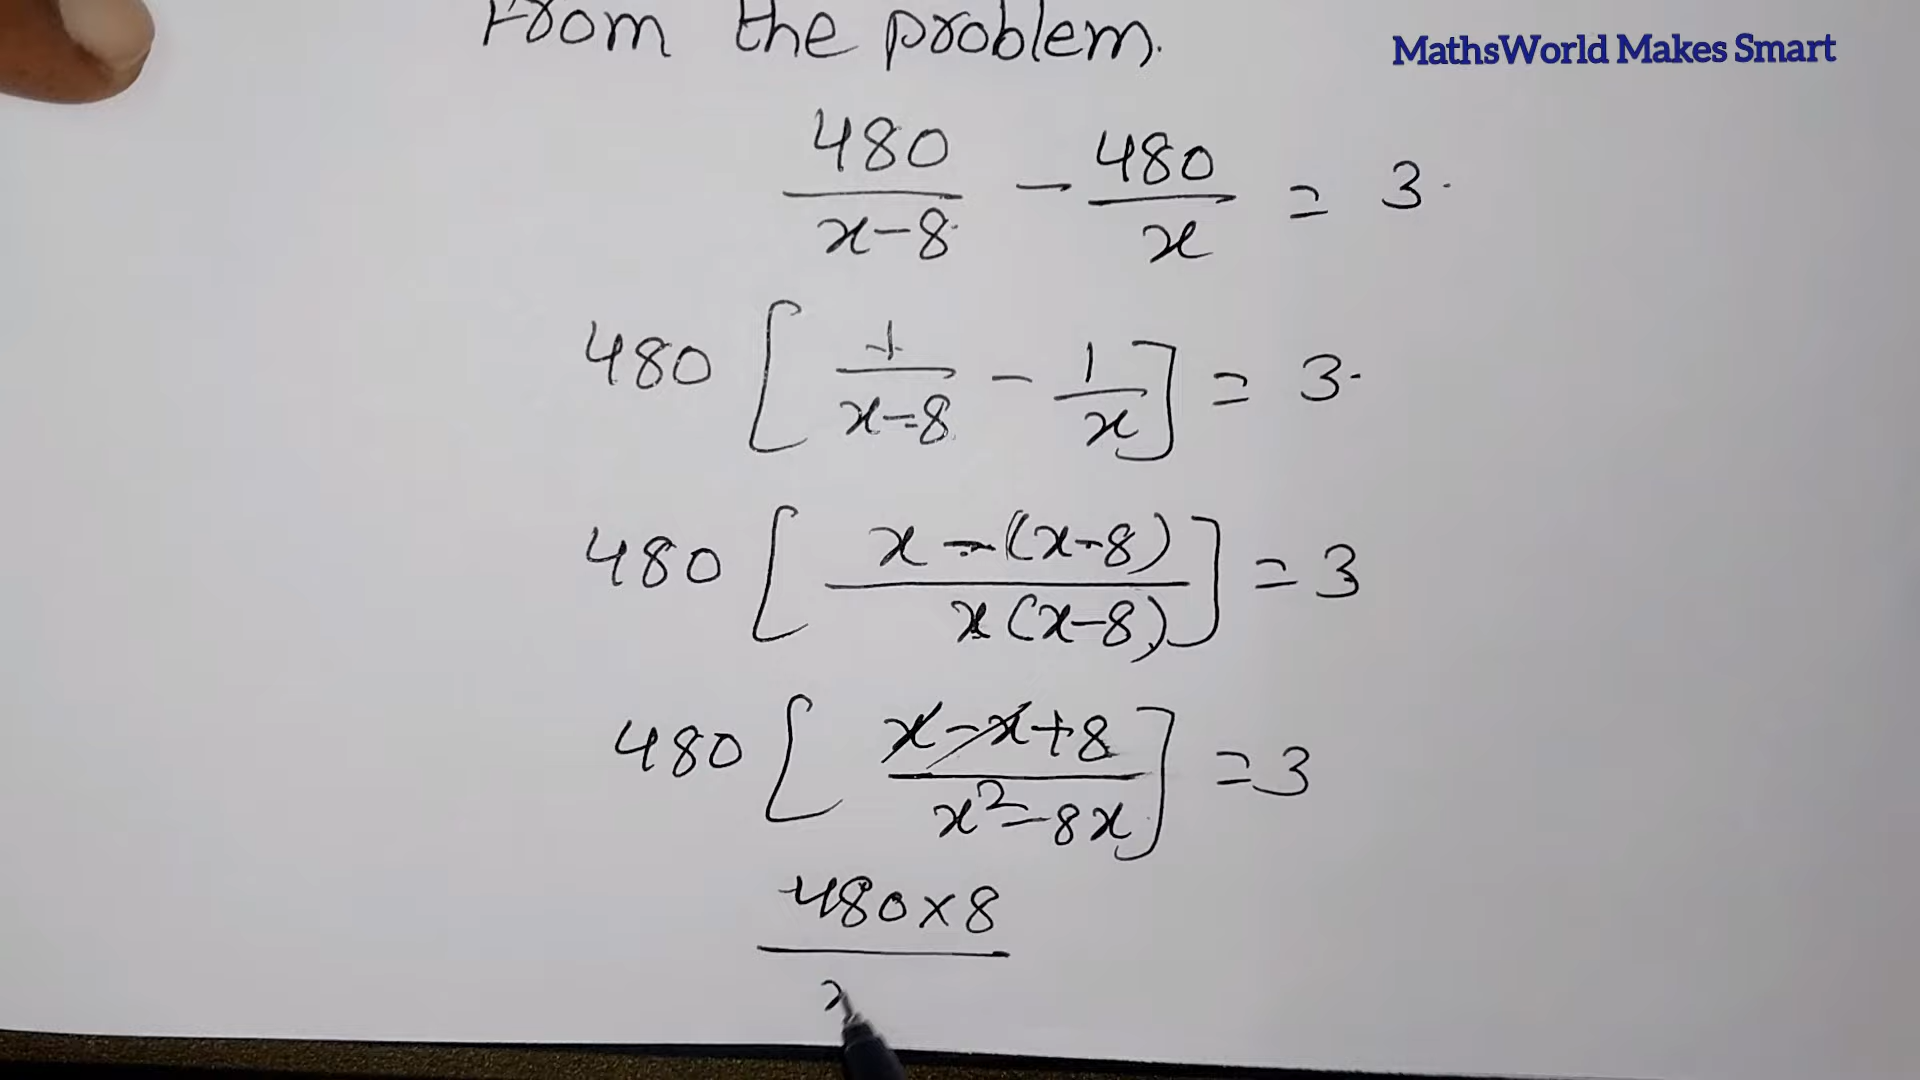 From the problem.
MathsWorld Makes Smart
480/(x-8) - 480/x = 3.
480 [ 1/(x-8) - 1/x ] = 3.
480 [ (x-(x-8))/(x(x-8)) ] = 3
480 [ (x-x+8)/(x²-8x) ] = 3
480×8
x